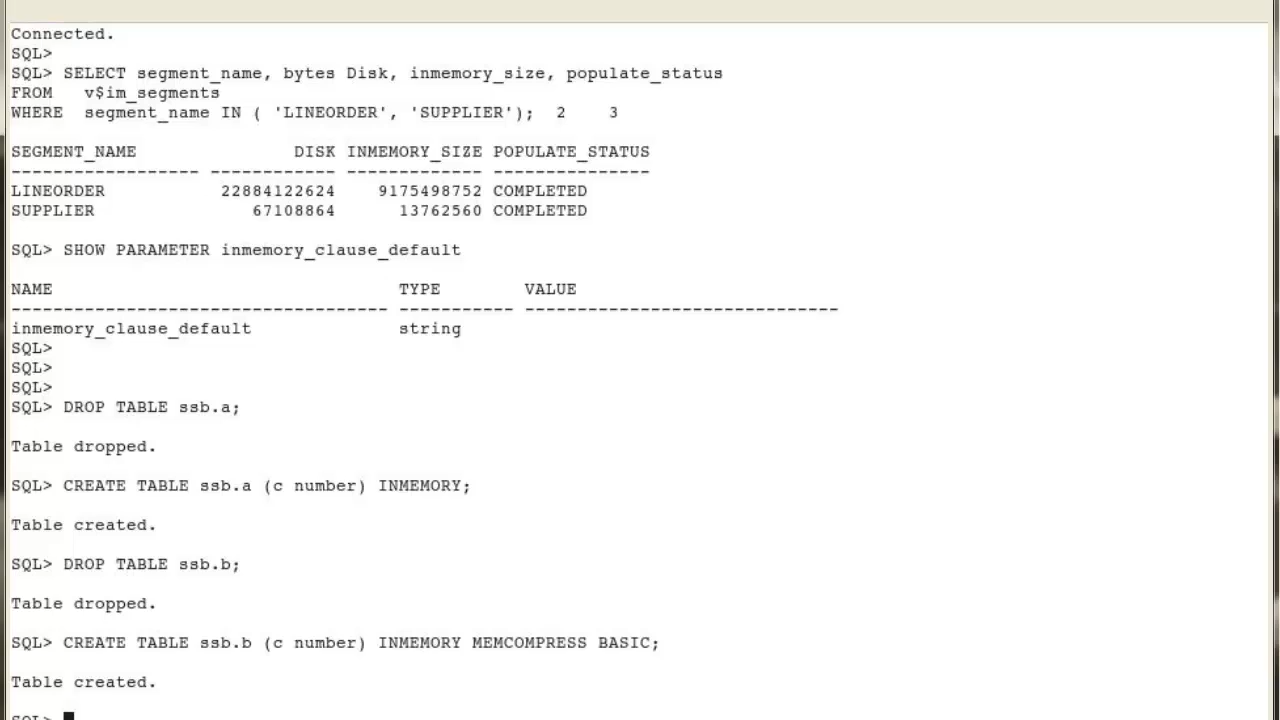 Connected.
SQL>
SQL> SELECT segment_name, bytes Disk, inmemory_size, populate_status
FROM   v$im_segments
WHERE  segment_name IN ( 'LINEORDER', 'SUPPLIER');  2    3
SEGMENT_NAME               DISK INMEMORY_SIZE POPULATE_STATUS
------------------ ------------ ------------- ---------------
LINEORDER           22884122624    9175498752 COMPLETED
SUPPLIER               67108864      13762560 COMPLETED
SQL> SHOW PARAMETER inmemory_clause_default
NAME                                 TYPE        VALUE
------------------------------------ ----------- ------------------------------
inmemory_clause_default              string
SQL>
SQL>
SQL>
SQL> DROP TABLE ssb.a;
Table dropped.
SQL> CREATE TABLE ssb.a (c number) INMEMORY;
Table created.
SQL> DROP TABLE ssb.b;
Table dropped.
SQL> CREATE TABLE ssb.b (c number) INMEMORY MEMCOMPRESS BASIC;
Table created.
SQL>